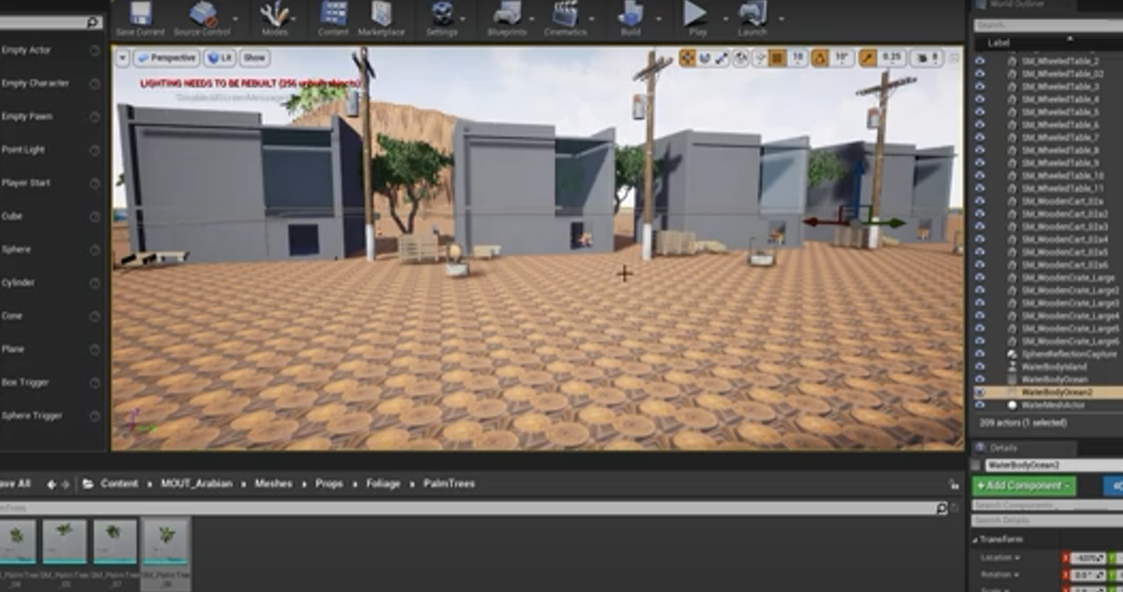 Save Current Source Control Modes Content Marketplace Settings Blueprints Cinematics Build Play Launch
World Outliner
Search
Label
Perspective Lit Show
10 10° 0.25 8
LIGHTING NEEDS TO BE REBUILT (256 unbuilt objects)
Empty Actor
Empty Character
Empty Pawn
Point Light
Player Start
Cube
Sphere
Cylinder
Cone
Plane
Box Trigger
Sphere Trigger
SM_WheeledTable_2
SM_WheeledTable_02
SM_WheeledTable_3
SM_WheeledTable_4
SM_WheeledTable_5
SM_WheeledTable_6
SM_WheeledTable_7
SM_WheeledTable_8
SM_WheeledTable_9
SM_WheeledTable_10
SM_WheeledTable_11
SM_WoodenCart_02a
SM_WoodenCart_02a2
SM_WoodenCart_02a3
SM_WoodenCart_02a4
SM_WoodenCart_02a5
SM_WoodenCart_02a6
SM_WoodenCrate_Large
SM_WoodenCrate_Large2
SM_WoodenCrate_Large3
SM_WoodenCrate_Large4
SM_WoodenCrate_Large5
SM_WoodenCrate_Large6
SphereReflectionCapture
WaterBodyIsland
WaterBodyOcean
WaterBodyOcean2
WaterMeshActor
209 actors (1 selected)
Details
WaterBodyOcean2
+ Add Component
Search Components
Search Details
Transform
Location
Rotation
ave All Content MOUT_Arabian Meshes Props Foliage PalmTrees